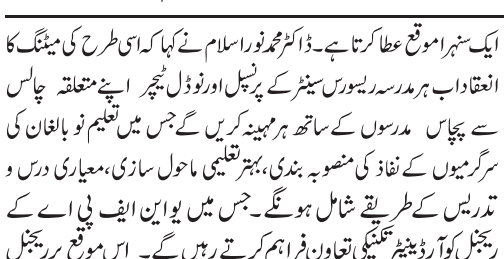 ایک سنہرا موقع عطا کرتا ہے۔ ڈاکٹر محمد نور اسلام نے کہا کہ اسی طرح کی میٹنگ کا
انعقاد اب ہر مدرسہ ریسورس سینٹر کے پرنسپل اور نوڈل ٹیچر اپنے متعلقہ چالس
سے پچاس مدرسوں کے ساتھ ہر مہینہ کریں گے جس میں تعلیم نو بالغان کی
سرگرمیوں کے نفاذ کی منصوبہ بندی، بہتر تعلیمی ماحول سازی، معیاری درس و
تدریس کے طریقے شامل ہونگے۔ جس میں یو این ایف پی اے کے
ریجنل کوآرڈینیٹر تکنیکی تعاون فراہم کرتے رہیں گے۔ اس موقع پر ریجنل